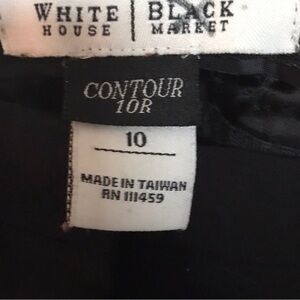 WHITE | BLACK
HOUSE | MARKET
CONTOUR
10R
10
MADE IN TAIWAN
RN 111459